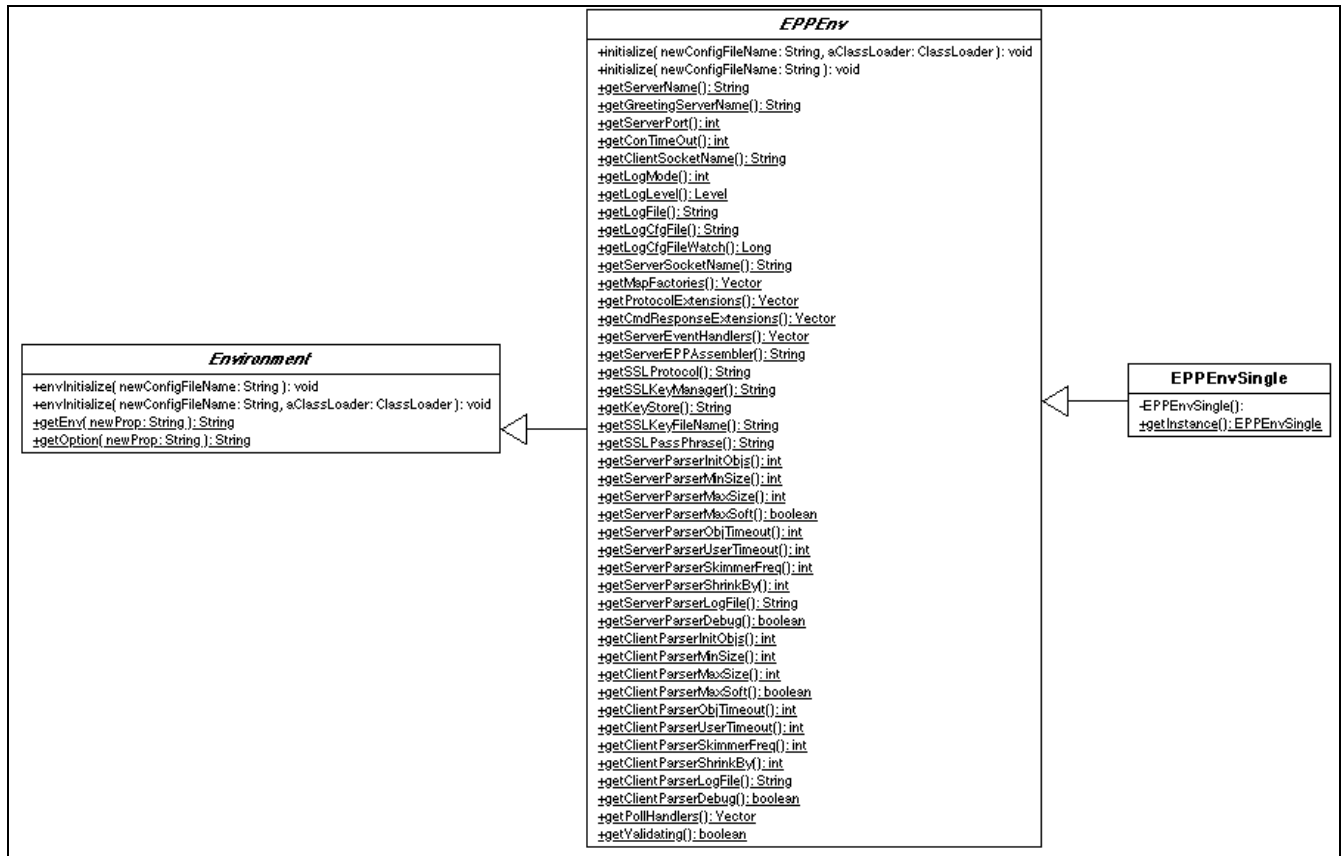 EPPEnv
+initialize( newConfigFileName: String, aClassLoader: ClassLoader ): void
+initialize( newConfigFileName: String ): void
+getServerName(): String
+getGreetingServerName(): String
+getServerPort(): int
+getConTimeOut(): int
+getClientSocketName(): String
+getLogMode(): int
+getLogLevel(): Level
+getLogFile(): String
+getLogCfgFile(): String
+getLogCfgFileWatch(): Long
+getServerSocketName(): String
+getMapFactories(): Vector
+getProtocolExtensions(): Vector
+getCmdResponseExtensions(): Vector
+getServerEventHandlers(): Vector
+getServerEPPAssembler(): String
+getSSLProtocol(): String
+getSSLKeyManager(): String
+getKeyStore(): String
+getSSLKeyFileName(): String
+getSSLPassPhrase(): String
+getServerParserInitObjs(): int
+getServerParserMinSize(): int
+getServerParserMaxSize(): int
+getServerParserMaxSoft(): boolean
+getServerParserObjTimeout(): int
+getServerParserUserTimeout(): int
+getServerParserSkimmerFreq(): int
+getServerParserShrinkBy(): int
+getServerParserLogFile(): String
+getServerParserDebug(): boolean
+getClientParserInitObjs(): int
+getClientParserMinSize(): int
+getClientParserMaxSize(): int
+getClientParserMaxSoft(): boolean
+getClientParserObjTimeout(): int
+getClientParserUserTimeout(): int
+getClientParserSkimmerFreq(): int
+getClientParserShrinkBy(): int
+getClientParserLogFile(): String
+getClientParserDebug(): boolean
+getPollHandlers(): Vector
+getValidating(): boolean
Environment
+envInitialize( newConfigFileName: String ): void
+envInitialize( newConfigFileName: String, aClassLoader: ClassLoader ): void
+getEnv( newProp: String ): String
+getOption( newProp: String ): String
EPPEnvSingle
-EPPEnvSingle():
+getInstance(): EPPEnvSingle